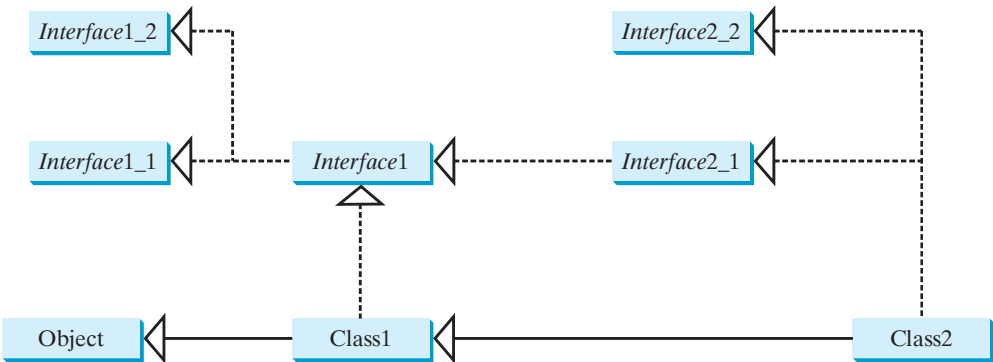 Interface1_2
Interface2_2
Interface1_1
Interface1
Interface2_1
Object
Class1
Class2